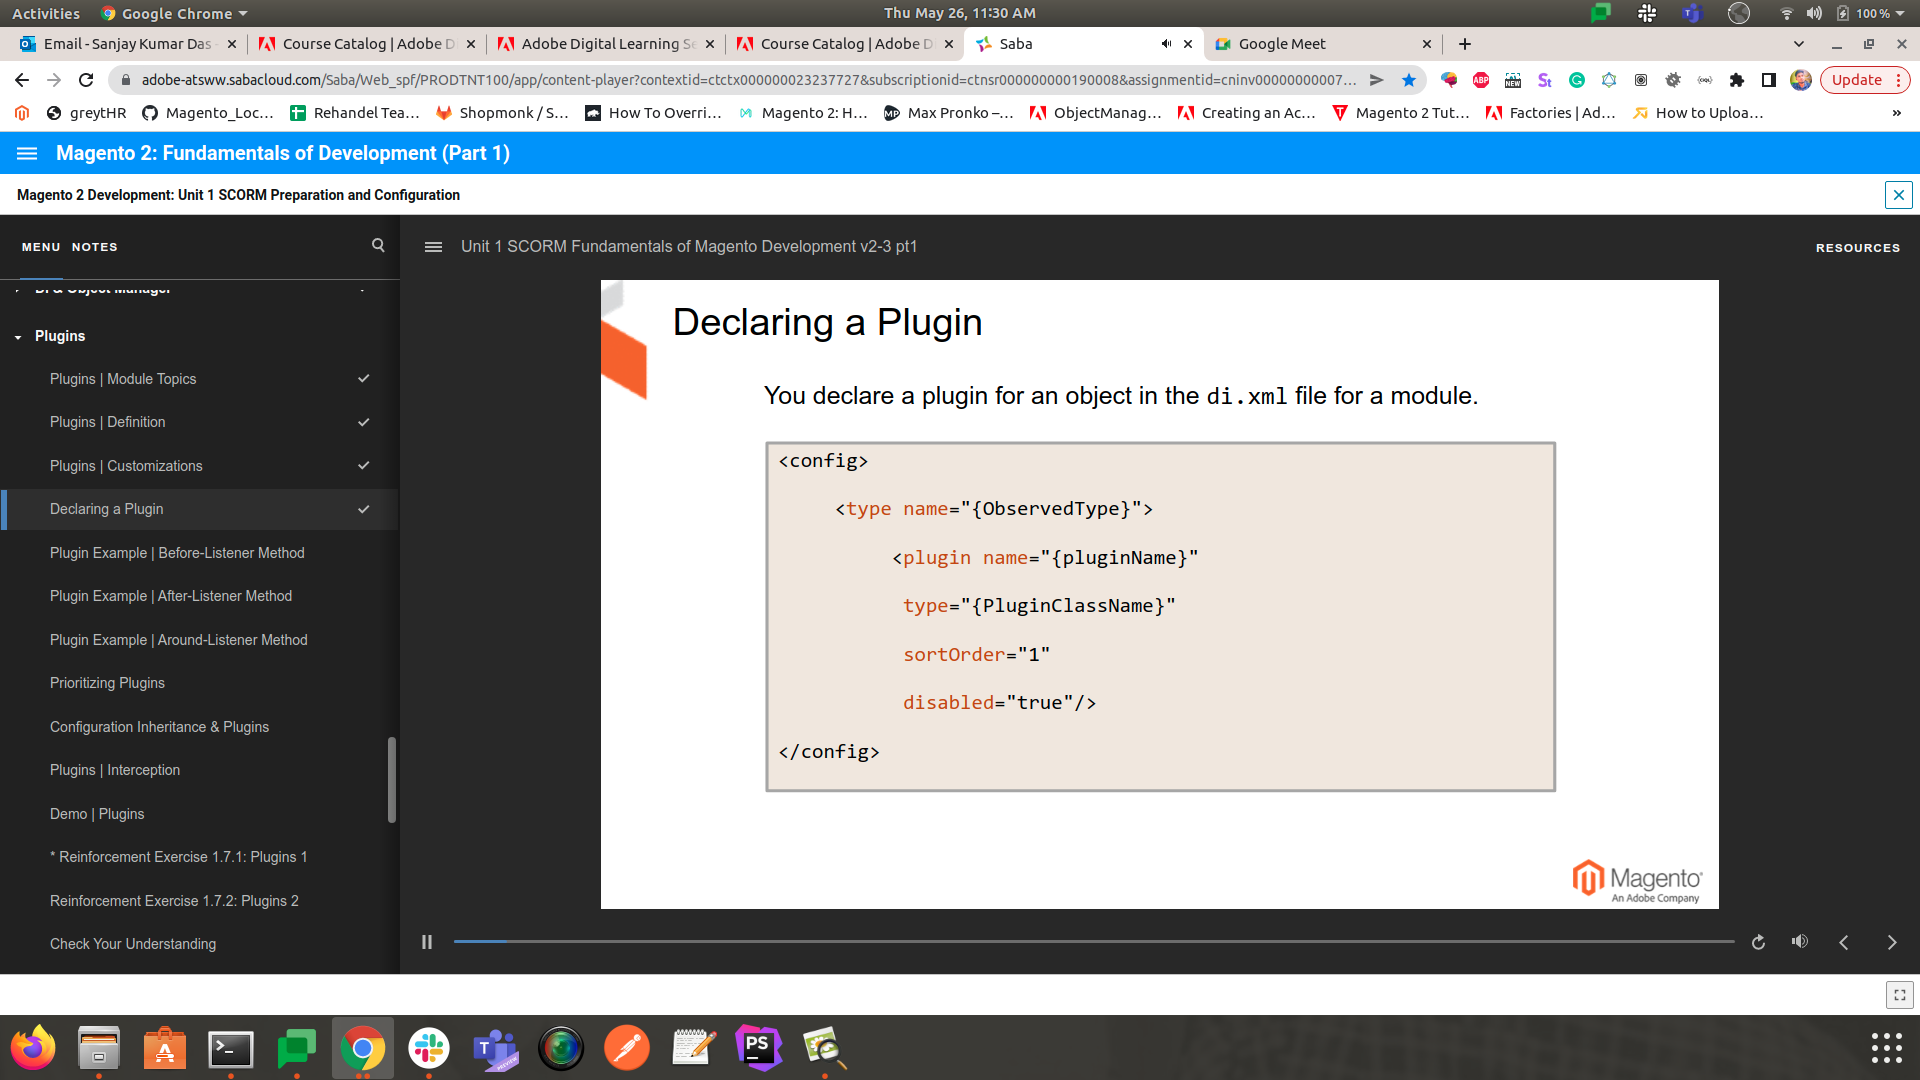 Activities Google Chrome Thu May 26, 11:30 AM 100 %
Email - Sanjay Kumar Das - Course Catalog | Adobe D Adobe Digital Learning Se Course Catalog | Adobe D Saba Google Meet
adobe-atsww.sabacloud.com/Saba/Web_spf/PRODTNT100/app/content-player?contextid=ctctx000000023237727&subscriptionid=ctnsr000000000190008&assignmentid=cninv00000000007... ABP NEW Update
greytHR Magento_Loc... Rehandel Tea... Shopmonk / S... How To Overri... Magento 2: H... Max Pronko –... ObjectManag... Creating an Ac... Magento 2 Tut... Factories | Ad... How to Uploa... »
Magento 2: Fundamentals of Development (Part 1)
Magento 2 Development: Unit 1 SCORM Preparation and Configuration
MENU NOTES
Unit 1 SCORM Fundamentals of Magento Development v2-3 pt1
RESOURCES
DI & Object Manager
Plugins
Plugins | Module Topics
Plugins | Definition
Plugins | Customizations
Declaring a Plugin
Plugin Example | Before-Listener Method
Plugin Example | After-Listener Method
Plugin Example | Around-Listener Method
Prioritizing Plugins
Configuration Inheritance & Plugins
Plugins | Interception
Demo | Plugins
* Reinforcement Exercise 1.7.1: Plugins 1
Reinforcement Exercise 1.7.2: Plugins 2
Check Your Understanding
Declaring a Plugin
You declare a plugin for an object in the di.xml file for a module.
<config>
<type name="{ObservedType}">
<plugin name="{pluginName}"
type="{PluginClassName}"
sortOrder="1"
disabled="true"/>
</config>
Magento
An Adobe Company
PS